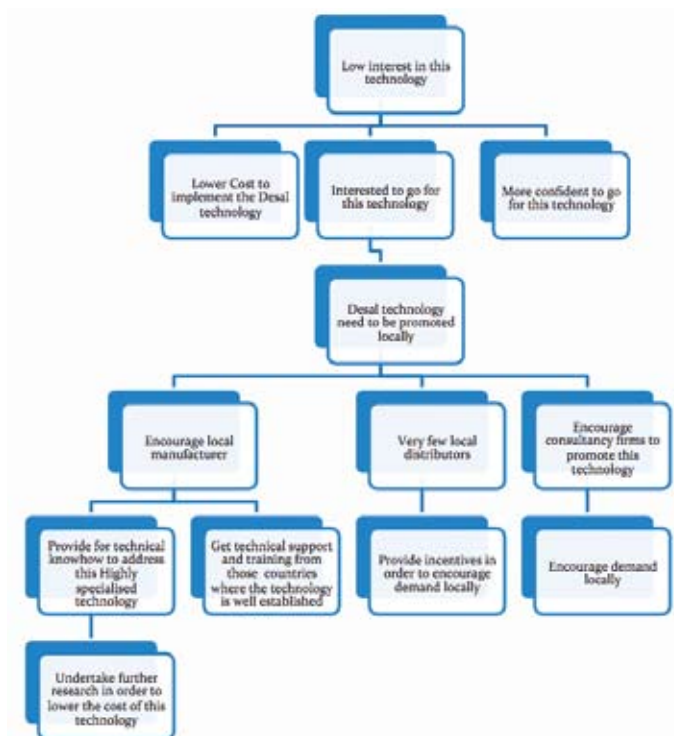 Low interest in this
technology
Lower Cost to
implement the Desal
technology
Interested to go for
this technology
More confident to go
for this technology
Desal technology
need to be promoted
locally
Encourage local
manufacturer
Very few local
distributors
Encourage
consultancy firms to
promote this
technology
Provide for technical
knowhow to address
this Highly
specialised
technology
Get technical support
and training from
those countries
where the technology
is well established
Provide incentives in
order to encourage
demand locally
Encourage demand
locally
Undertake further
research in order to
lower the cost of this
technology